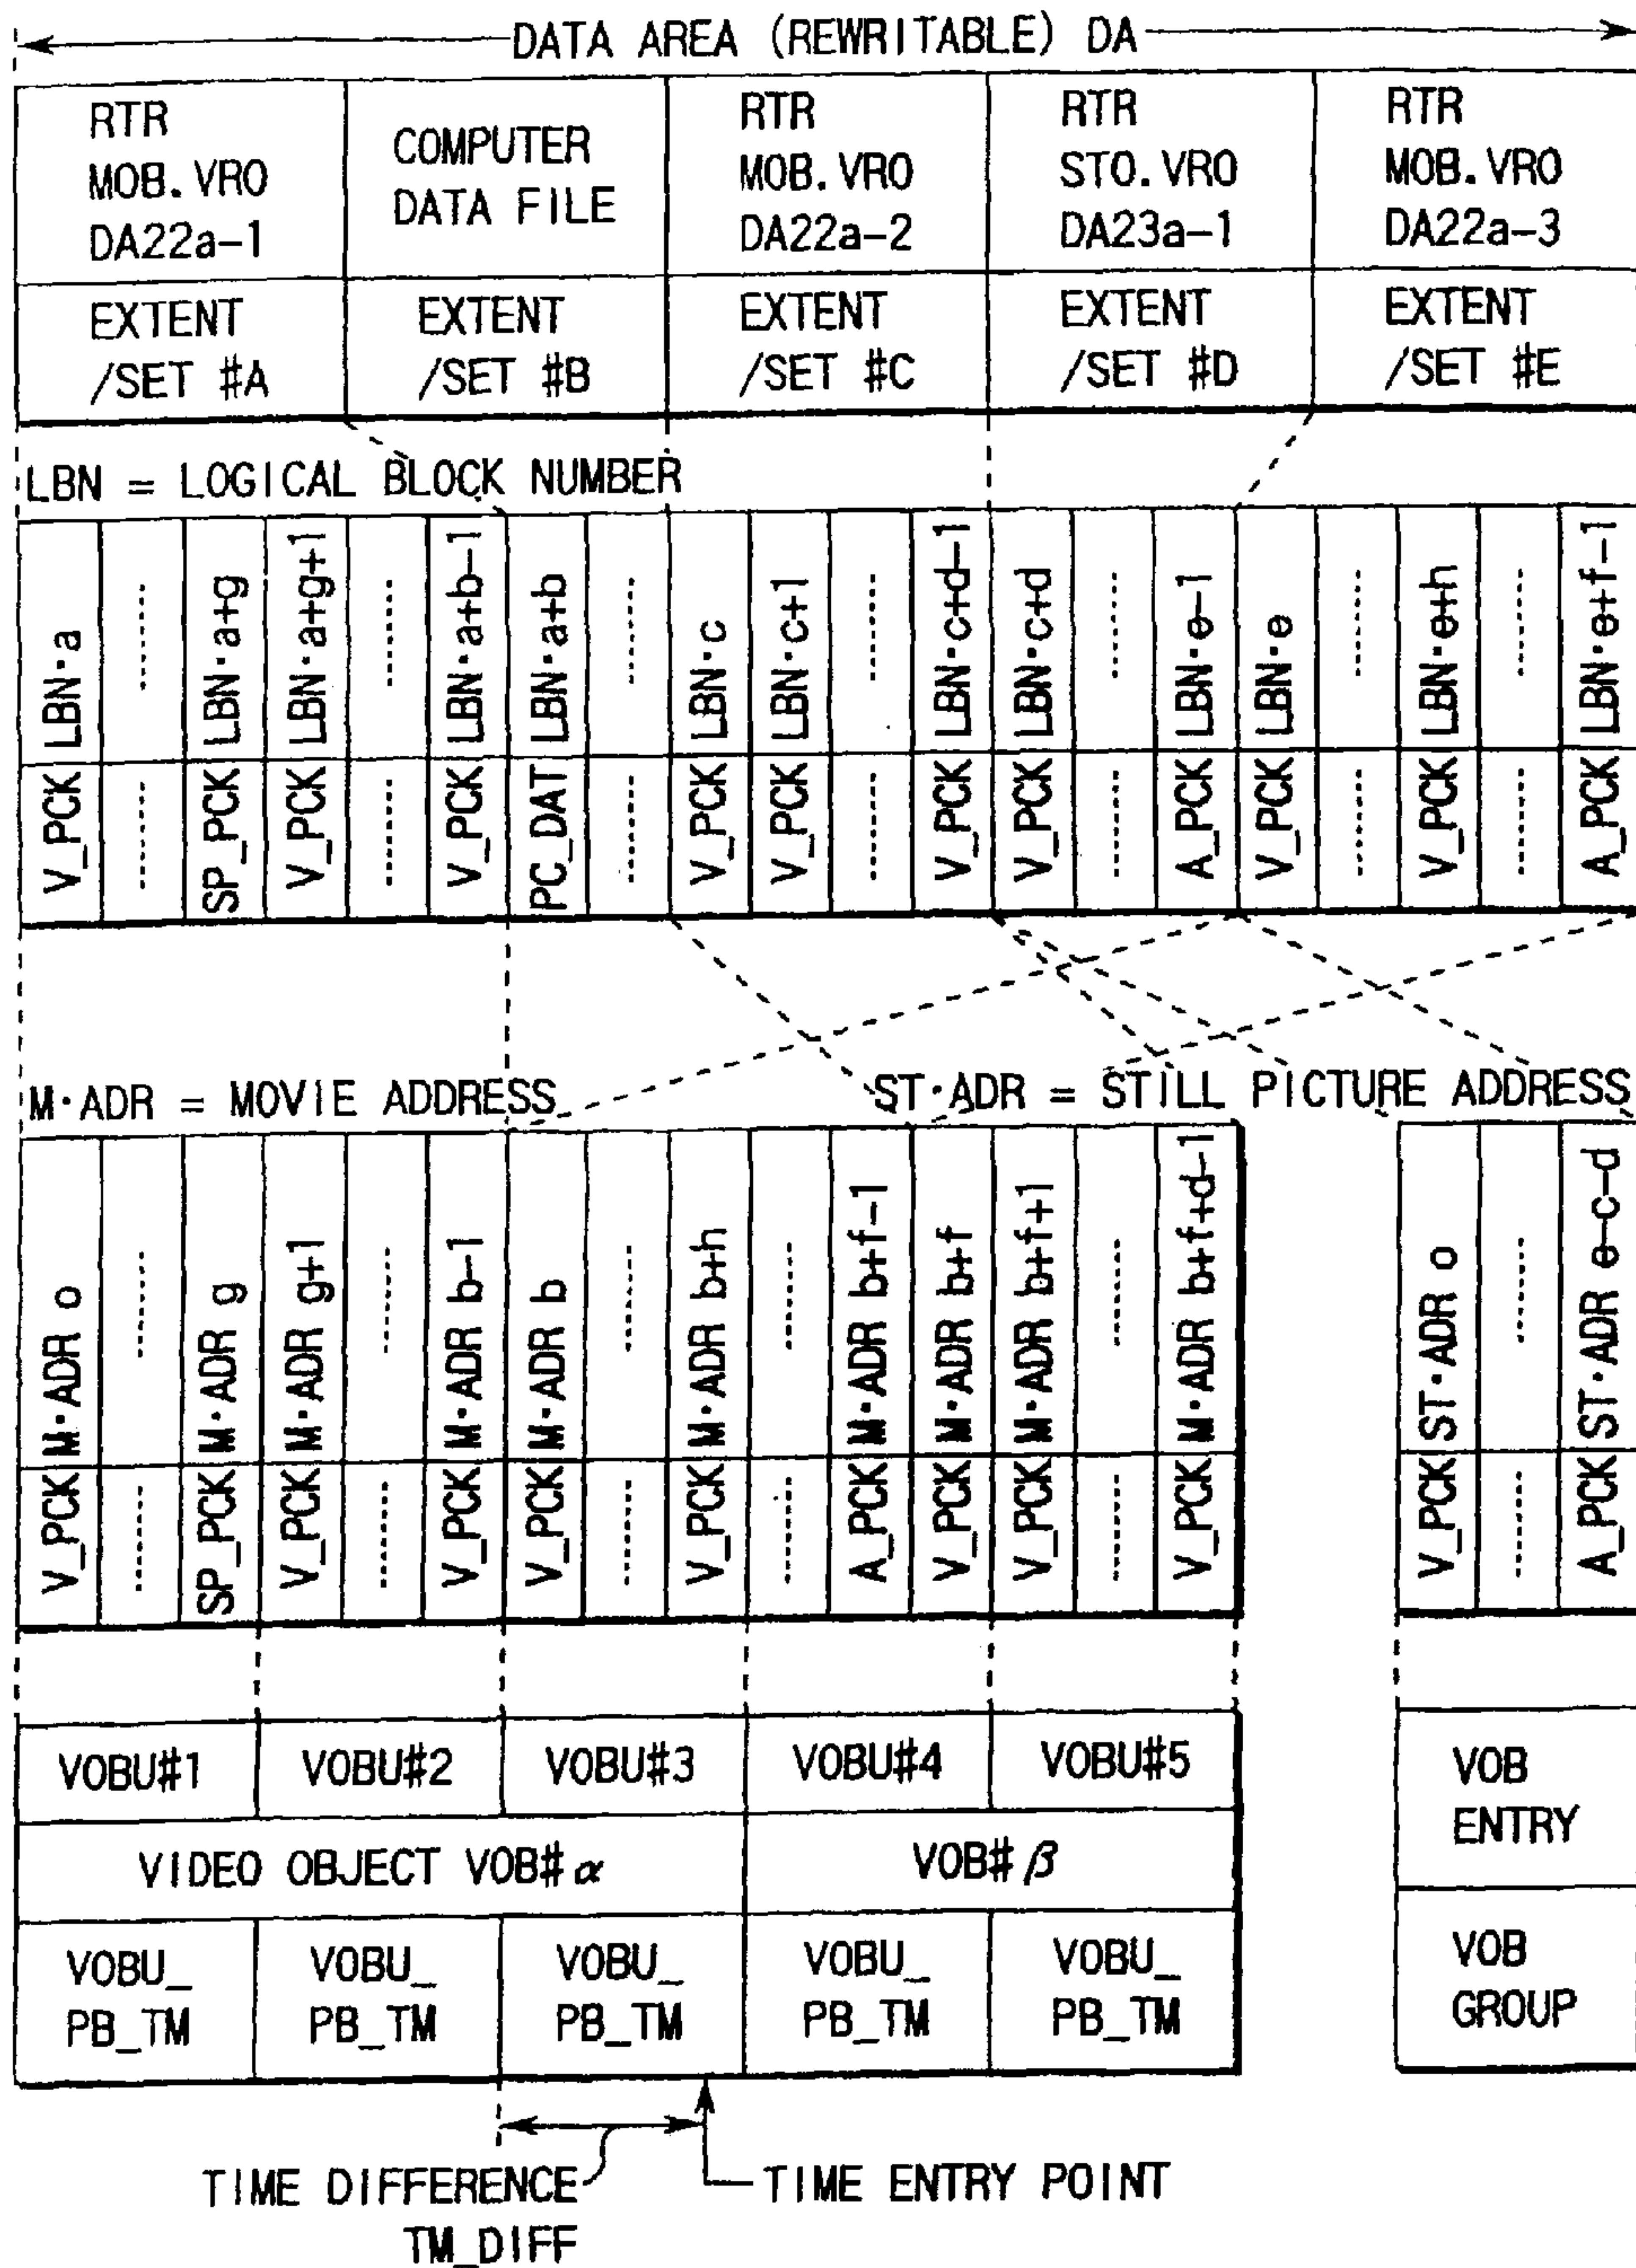 DATA AREA (REWRITABLE) DA
RTR
MOB.VRO
DA22a-1
COMPUTER
DATA FILE
RTR
MOB.VRO
DA22a-2
RTR
STO.VRO
DA23a-1
RTR
MOB.VRO
DA22a-3
EXTENT
/SET #A
EXTENT
/SET #B
EXTENT
/SET #C
EXTENT
/SET #D
EXTENT
/SET #E
LBN = LOGICAL BLOCK NUMBER
V_PCK LBN·a
SP_PCK LBN·a+g
V_PCK LBN·a+g+1
V_PCK LBN·a+b-1
PC_DAT LBN·a+b
V_PCK LBN·c
V_PCK LBN·c+1
V_PCK LBN·c+d-1
V_PCK LBN·c+d
A_PCK LBN·e-1
V_PCK LBN·e
V_PCK LBN·e+h
A_PCK LBN·e+f-1
M·ADR = MOVIE ADDRESS
ST·ADR = STILL PICTURE ADDRESS
V_PCK M·ADR o
SP_PCK M·ADR g
V_PCK M·ADR g+1
V_PCK M·ADR b-1
V_PCK M·ADR b
V_PCK M·ADR b+h
A_PCK M·ADR b+f-1
V_PCK M·ADR b+f
V_PCK M·ADR b+f+1
V_PCK M·ADR b+f+d-1
V_PCK ST·ADR o
A_PCK ST·ADR e-c-d
VOBU#1
VOBU#2
VOBU#3
VOBU#4
VOBU#5
VIDEO OBJECT VOB#α
VOB#β
VOBU_
PB_TM
VOBU_
PB_TM
VOBU_
PB_TM
VOBU_
PB_TM
VOBU_
PB_TM
VOB
ENTRY
VOB
GROUP
TIME DIFFERENCE
TM_DIFF
TIME ENTRY POINT